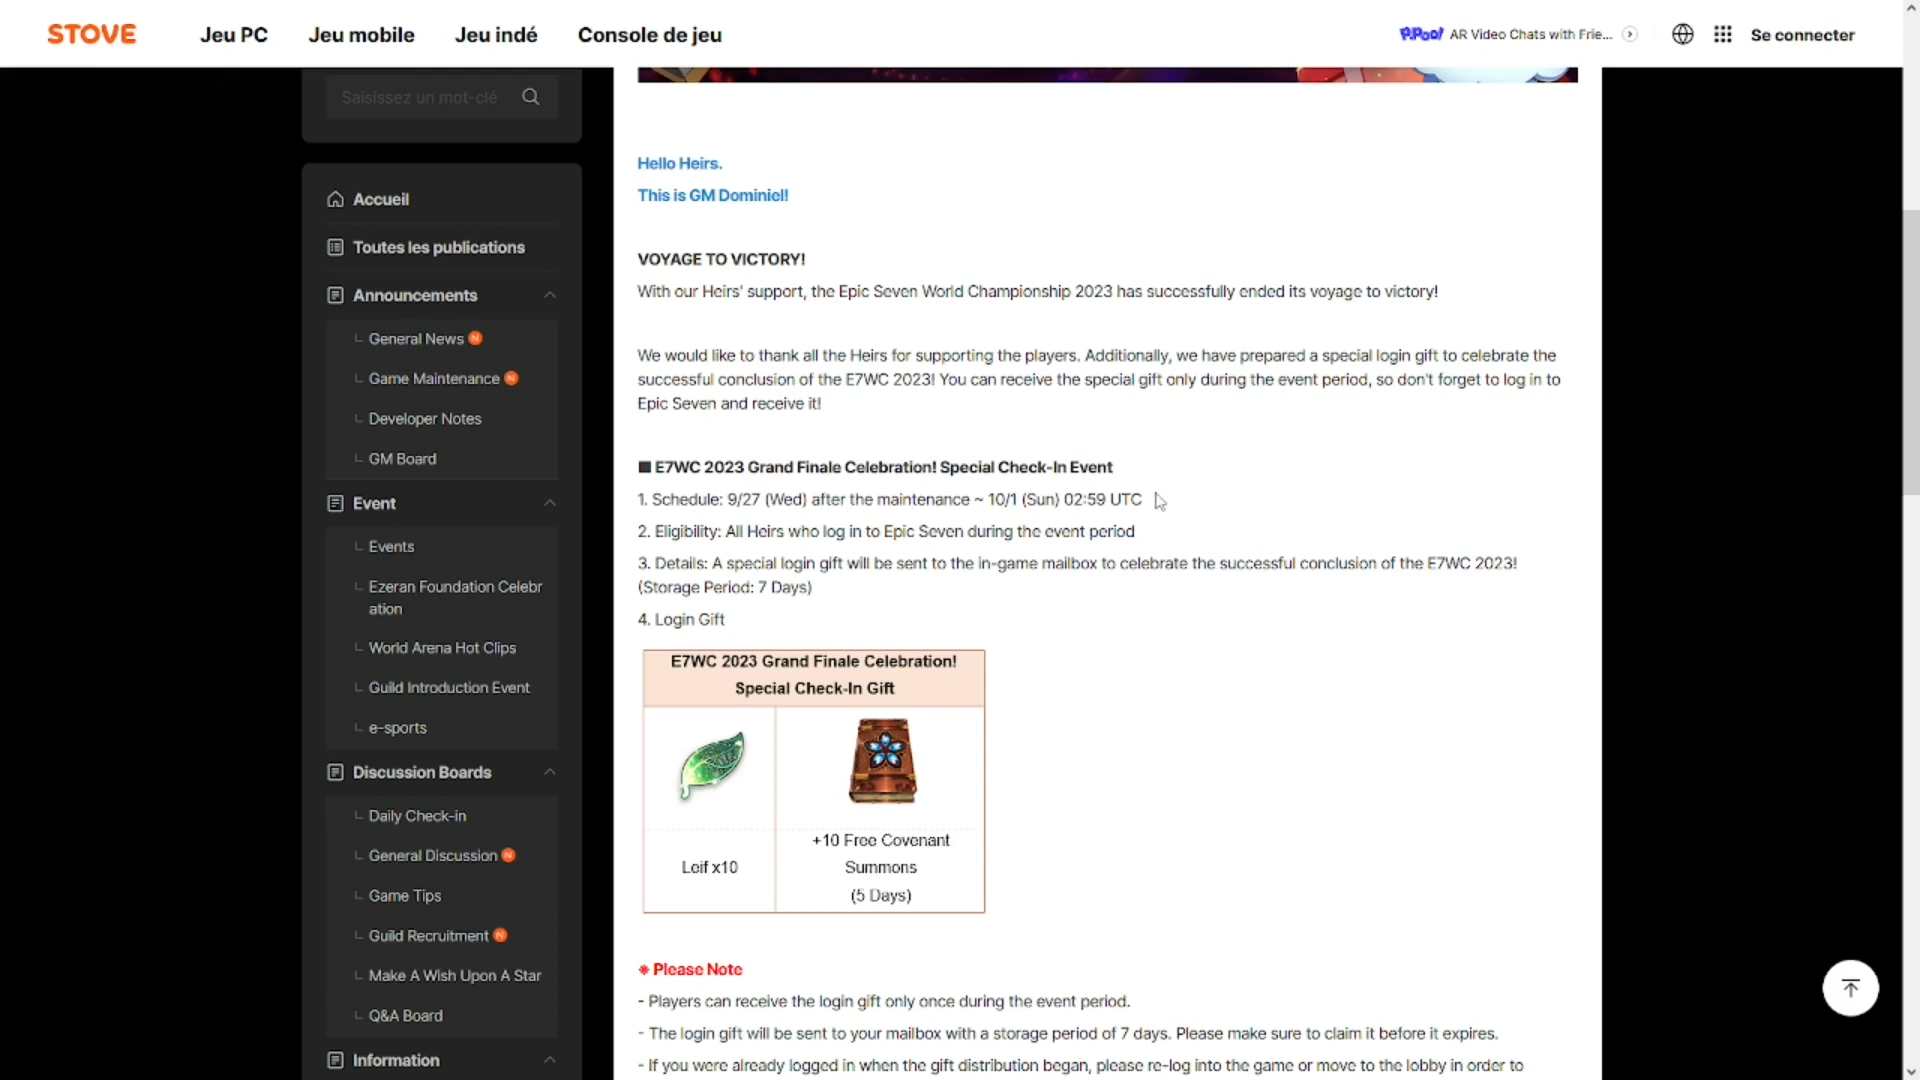 STOVE
Jeu PC
Jeu mobile
Jeu indé
Console de jeu
P.Pool AR Video Chats with Frie...
Se connecter
Saisissez un mot-clé
Accueil
Toutes les publications
Announcements
General News N
Game Maintenance N
Developer Notes
GM Board
Event
Events
Ezeran Foundation Celebr
ation
World Arena Hot Clips
Guild Introduction Event
e-sports
Discussion Boards
Daily Check-in
General Discussion N
Game Tips
Guild Recruitment N
Make A Wish Upon A Star
Q&A Board
Information
Hello Heirs.
This is GM Dominiel!
VOYAGE TO VICTORY!
With our Heirs' support, the Epic Seven World Championship 2023 has successfully ended its voyage to victory!
We would like to thank all the Heirs for supporting the players. Additionally, we have prepared a special login gift to celebrate the
successful conclusion of the E7WC 2023! You can receive the special gift only during the event period, so don't forget to log in to
Epic Seven and receive it!
■ E7WC 2023 Grand Finale Celebration! Special Check-In Event
1. Schedule: 9/27 (Wed) after the maintenance ~ 10/1 (Sun) 02:59 UTC
2. Eligibility: All Heirs who log in to Epic Seven during the event period
3. Details: A special login gift will be sent to the in-game mailbox to celebrate the successful conclusion of the E7WC 2023!
(Storage Period: 7 Days)
4. Login Gift
E7WC 2023 Grand Finale Celebration!
Special Check-In Gift
Leif x10
+10 Free Covenant
Summons
(5 Days)
※ Please Note
- Players can receive the login gift only once during the event period.
- The login gift will be sent to your mailbox with a storage period of 7 days. Please make sure to claim it before it expires.
- If you were already logged in when the gift distribution began, please re-log into the game or move to the lobby in order to